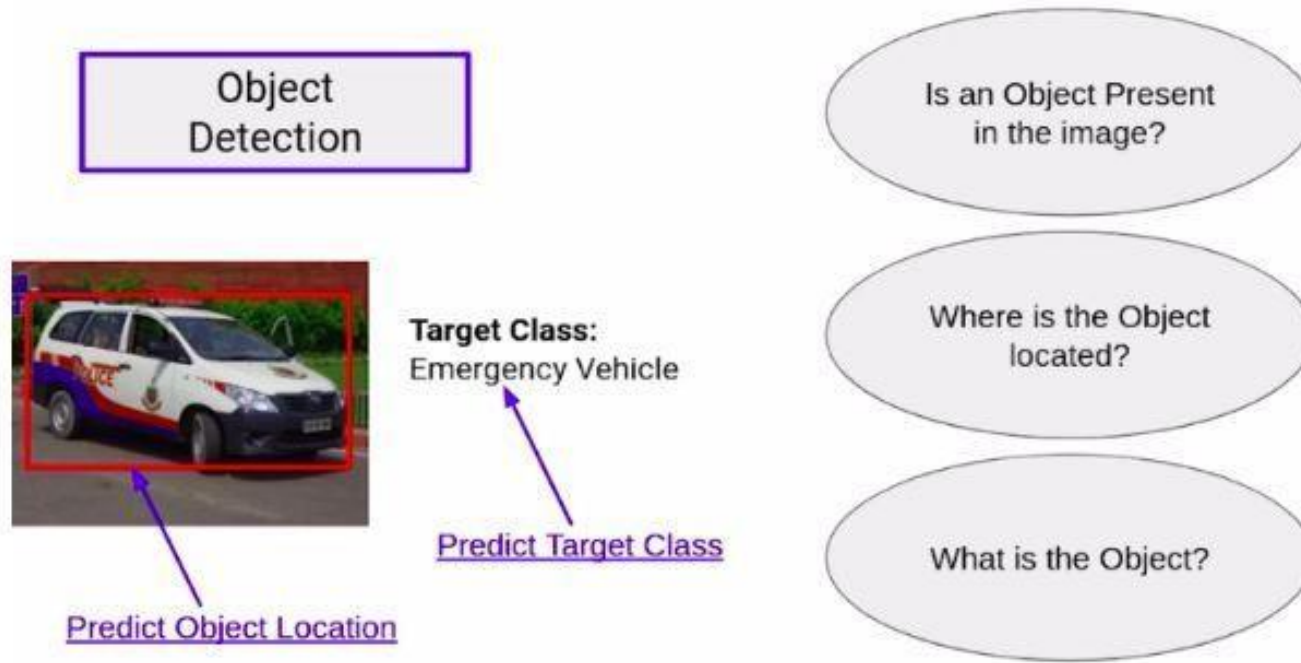 Object
Detection
Is an Object Present
in the image?
POLICE
Target Class:
Emergency Vehicle
Where is the Object
located?
Predict Target Class
What is the Object?
Predict Object Location